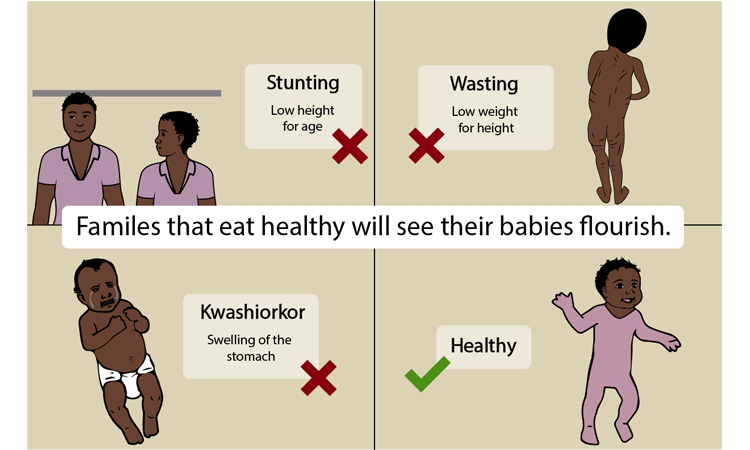 Stunting
Low height
for age
Wasting
Low weight
for height
Familes that eat healthy will see their babies flourish.
Kwashiorkor
Swelling of the
stomach
Healthy